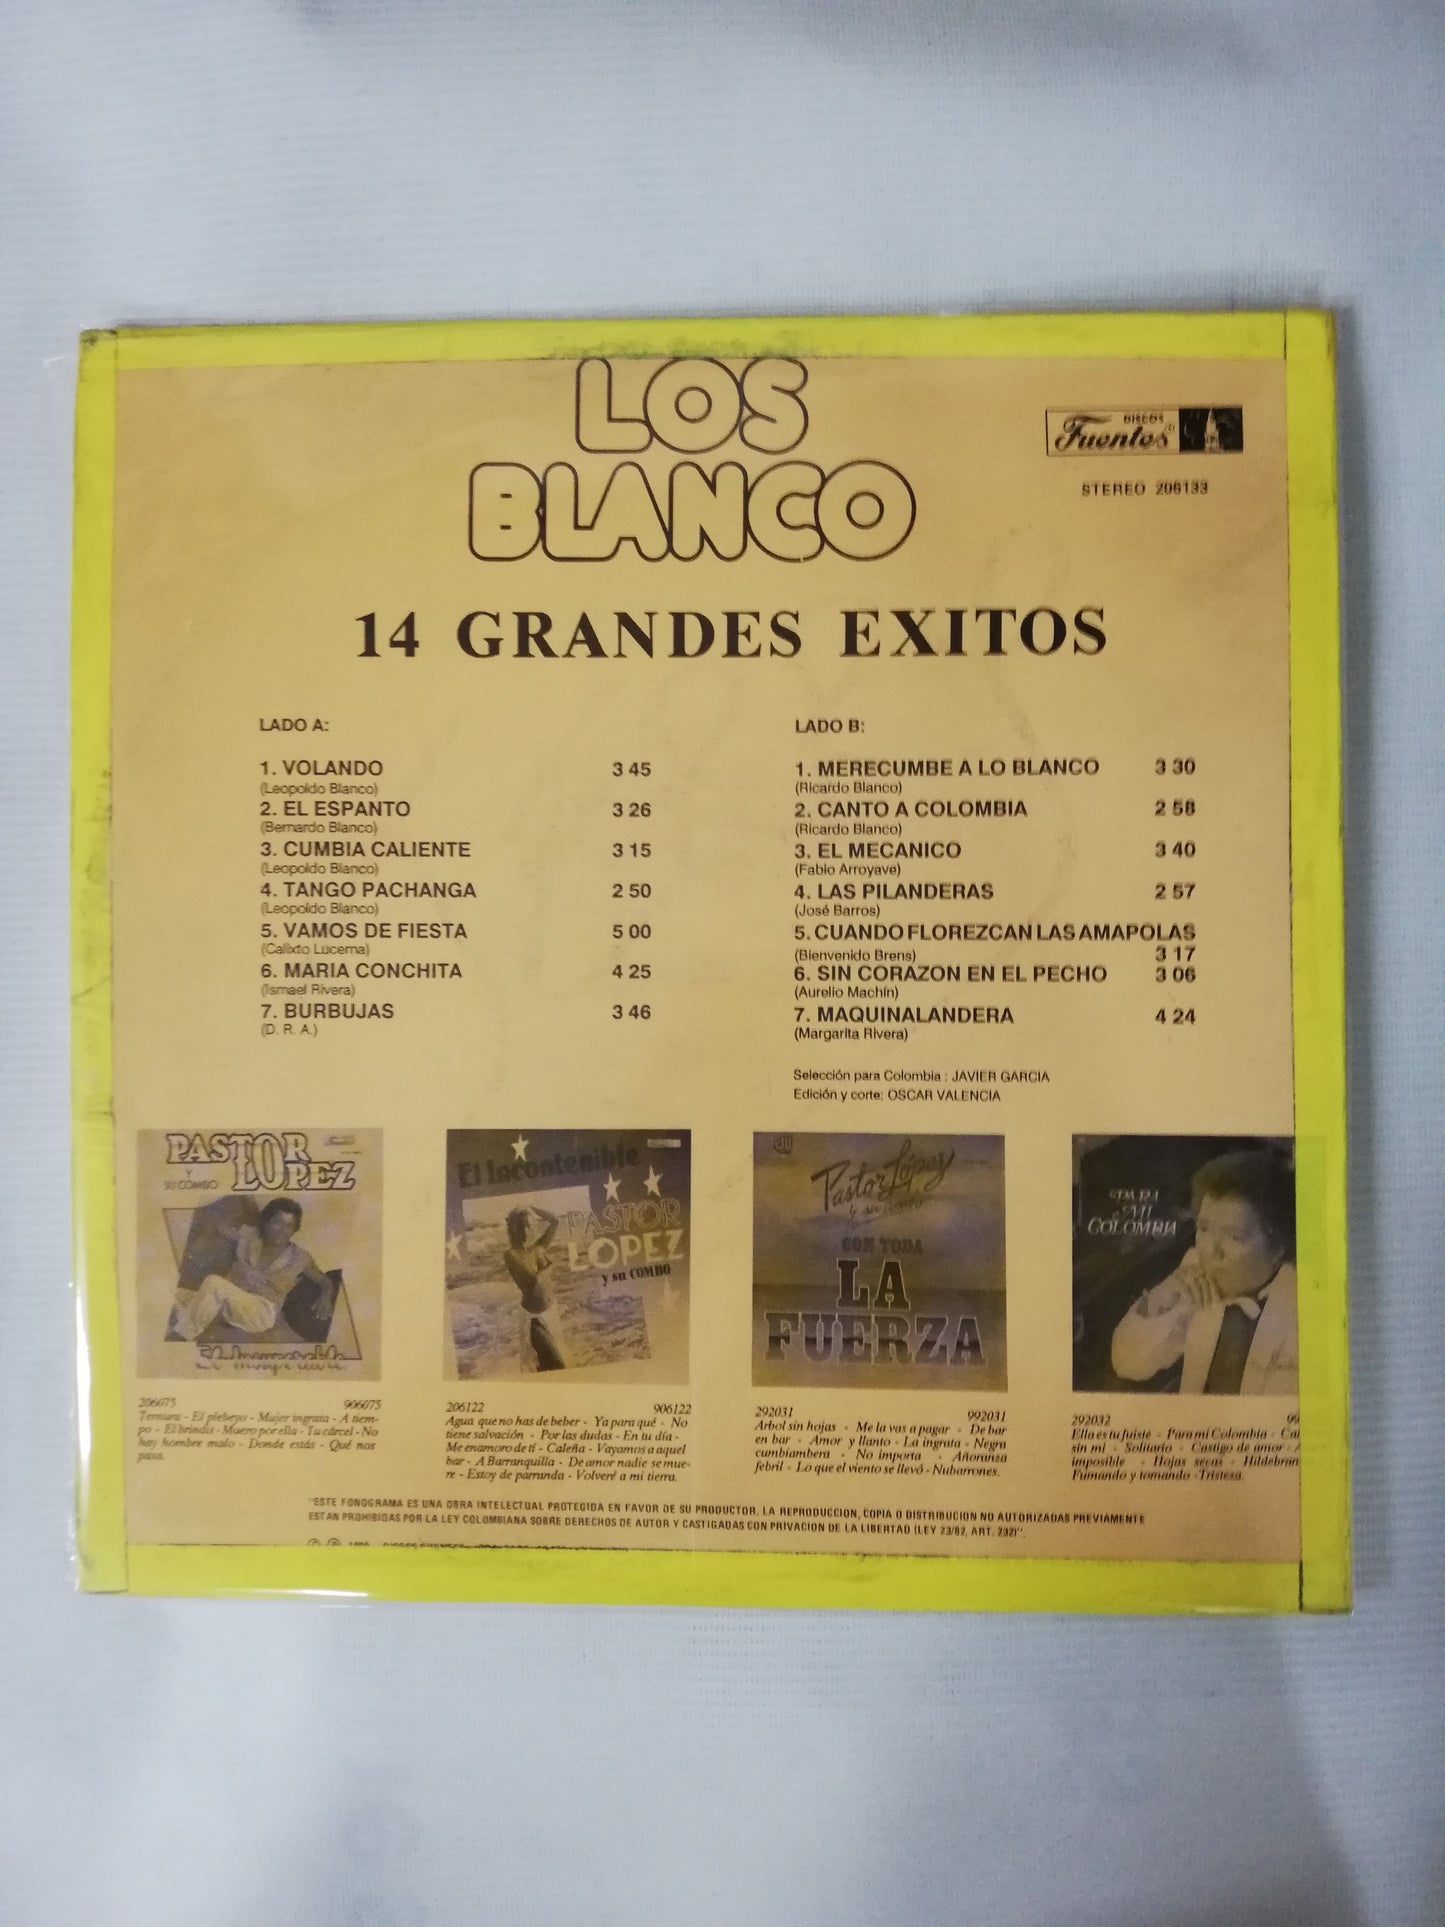 LOS
BLANCO
DISCOS
Fuentes
STEREO 206133
14 GRANDES EXITOS
LADO A:
1. VOLANDO 3 45
(Leopoldo Blanco)
2. EL ESPANTO 3 26
(Bernardo Blanco)
3. CUMBIA CALIENTE 3 15
(Leopoldo Blanco)
4. TANGO PACHANGA 2 50
(Leopoldo Blanco)
5. VAMOS DE FIESTA 5 00
(Calixto Lucerna)
6. MARIA CONCHITA 4 25
(Ismael Rivera)
7. BURBUJAS 3 46
(D. R. A.)
LADO B:
1. MERECUMBE A LO BLANCO 3 30
(Ricardo Blanco)
2. CANTO A COLOMBIA 2 58
(Ricardo Blanco)
3. EL MECANICO 3 40
(Fabio Arroyave)
4. LAS PILANDERAS 2 57
(José Barros)
5. CUANDO FLOREZCAN LAS AMAPOLAS
(Bienvenido Brens) 3 17
6. SIN CORAZON EN EL PECHO 3 06
(Aurelio Machín)
7. MAQUINALANDERA 4 24
(Margarita Rivera)
Selección para Colombia : JAVIER GARCIA
Edición y corte: OSCAR VALENCIA
PASTOR
Y LOPEZ
SU COMBO
206075 906075
Ternura - El plebeyo - Mujer ingrata - A tiem-
po - El brindis - Muero por ella - Tu cárcel - No
hay hombre malo - Donde estás - Qué nos
pasa.
El Incontenible
PASTOR
LOPEZ
y su COMBO
206122 906122
Agua que no has de beber - Ya para qué - No
tiene salvación - Por las dudas - En tu día -
Me enamoro de tí - Caleña - Vayamos a aquel
bar - A Barranquilla - De amor nadie se mue-
re - Estoy de parranda - Volveré a mi tierra.
Pastor López
y su combo
CON TODA
LA
FUERZA
292031 992031
Arbol sin hojas - Me la vas a pagar - De bar
en bar - Amor y llanto - La ingrata - Negra
cumbiambera - No importa - Añoranza
febril - Lo que el viento se llevó - Nubarrones.
PARA
MI
COLOMBIA
292032 99
Ella es tu fuiste - Para mi Colombia - Ca
sin mi - Solitario - Castigo de amor - A
imposible - Hojas secas - Hildebran
Fumando y tomando - Tristeza.
"ESTE FONOGRAMA ES UNA OBRA INTELECTUAL PROTEGIDA EN FAVOR DE SU PRODUCTOR. LA REPRODUCCION, COPIA O DISTRIBUCION NO AUTORIZADAS PREVIAMENTE
ESTAN PROHIBIDAS POR LA LEY COLOMBIANA SOBRE DERECHOS DE AUTOR Y CASTIGADAS CON PRIVACION DE LA LIBERTAD (LEY 23/82, ART. 232)".